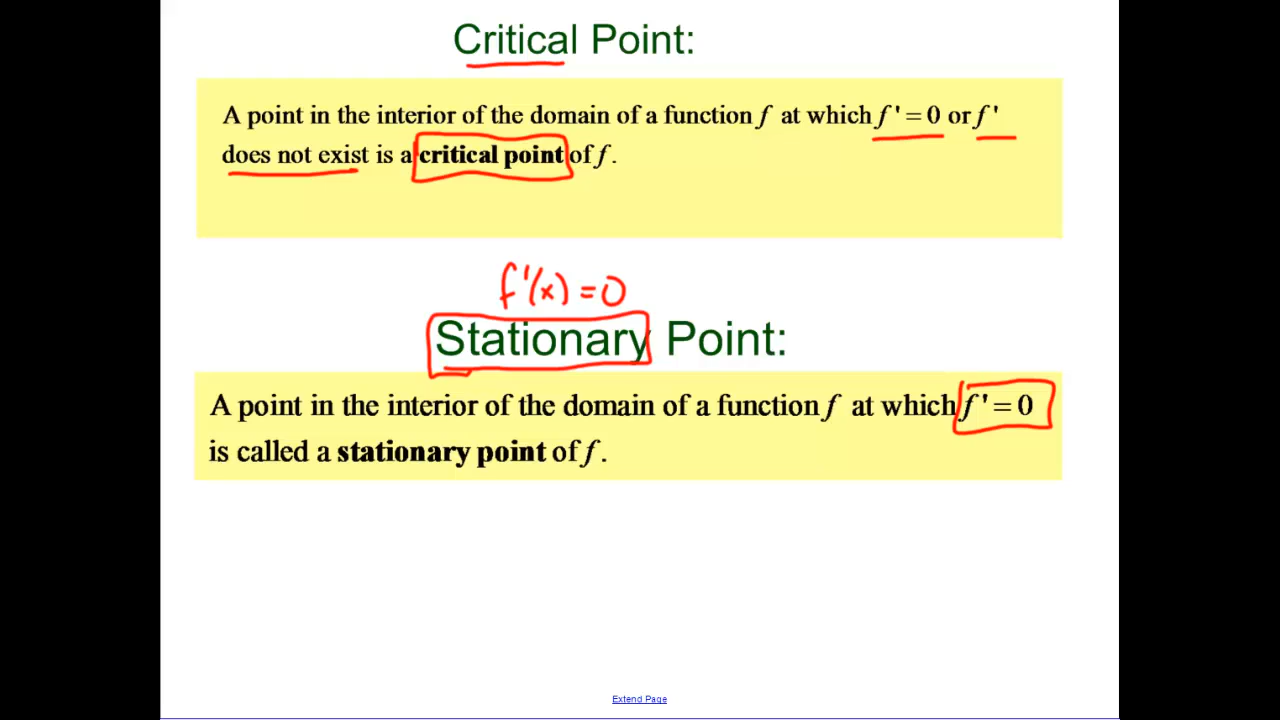 Critical Point:
A point in the interior of the domain of a function f at which f ' = 0 or f '
does not exist is a critical point of f .
f'(x) = 0
Stationary Point:
A point in the interior of the domain of a function f at which f ' = 0
is called a stationary point of f .
Extend Page